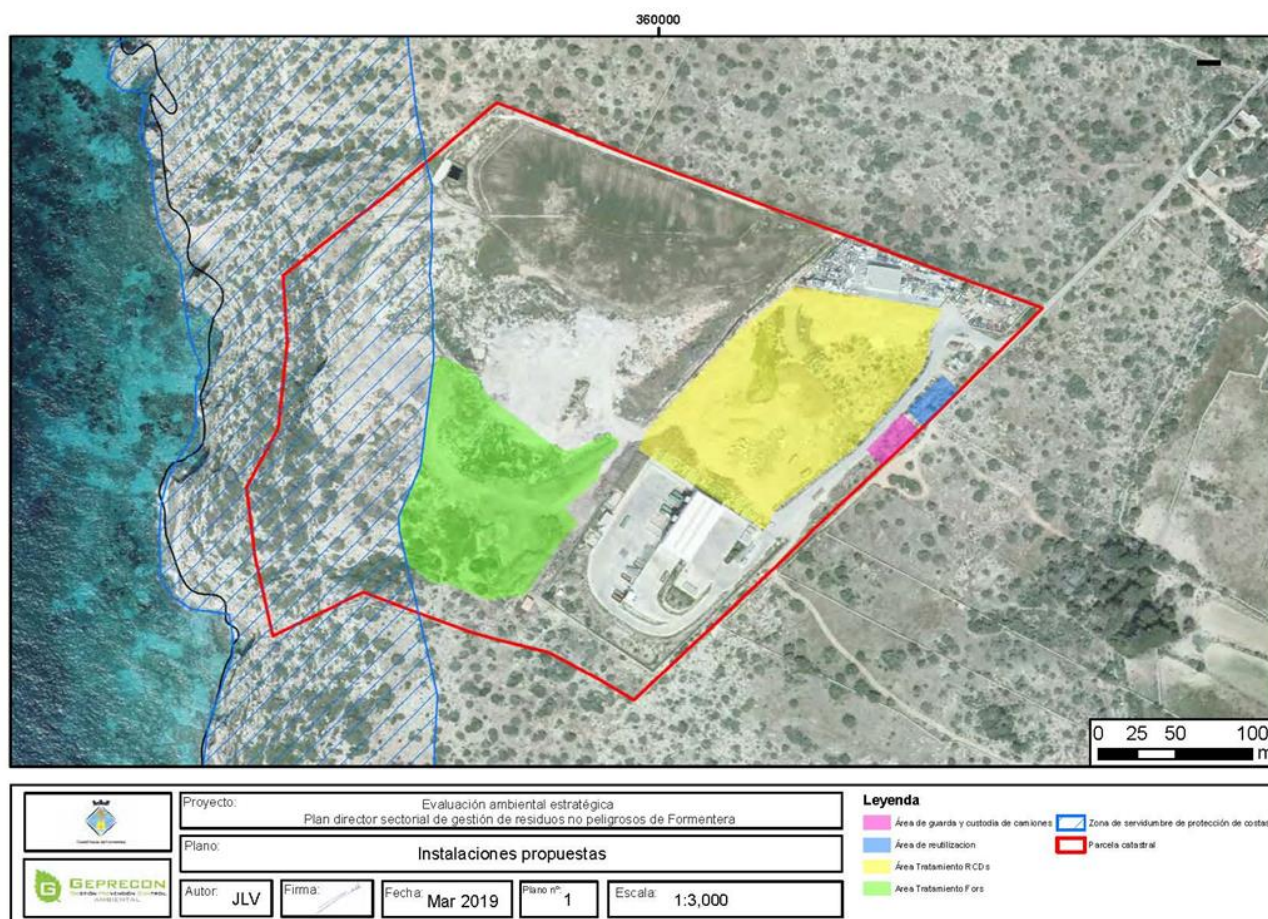 360000
0 25 50 100
m
Proyecto:
Evaluación ambiental estratégica
Plan director sectorial de gestión de residuos no peligrosos de Formentera
Plano:
Instalaciones propuestas
GEPRECON
AMBIENTAL
Autor: JLV
Firma:
Fecha: Mar 2019
Plano nº: 1
Escala: 1:3,000
Leyenda
Área de guarda y custodia de camiones
Área de reutilizacion
Área Tratamiento RCDs
Area Tratamiento Fors
Zona de servidumbre de protección de costas
Parcela catastral